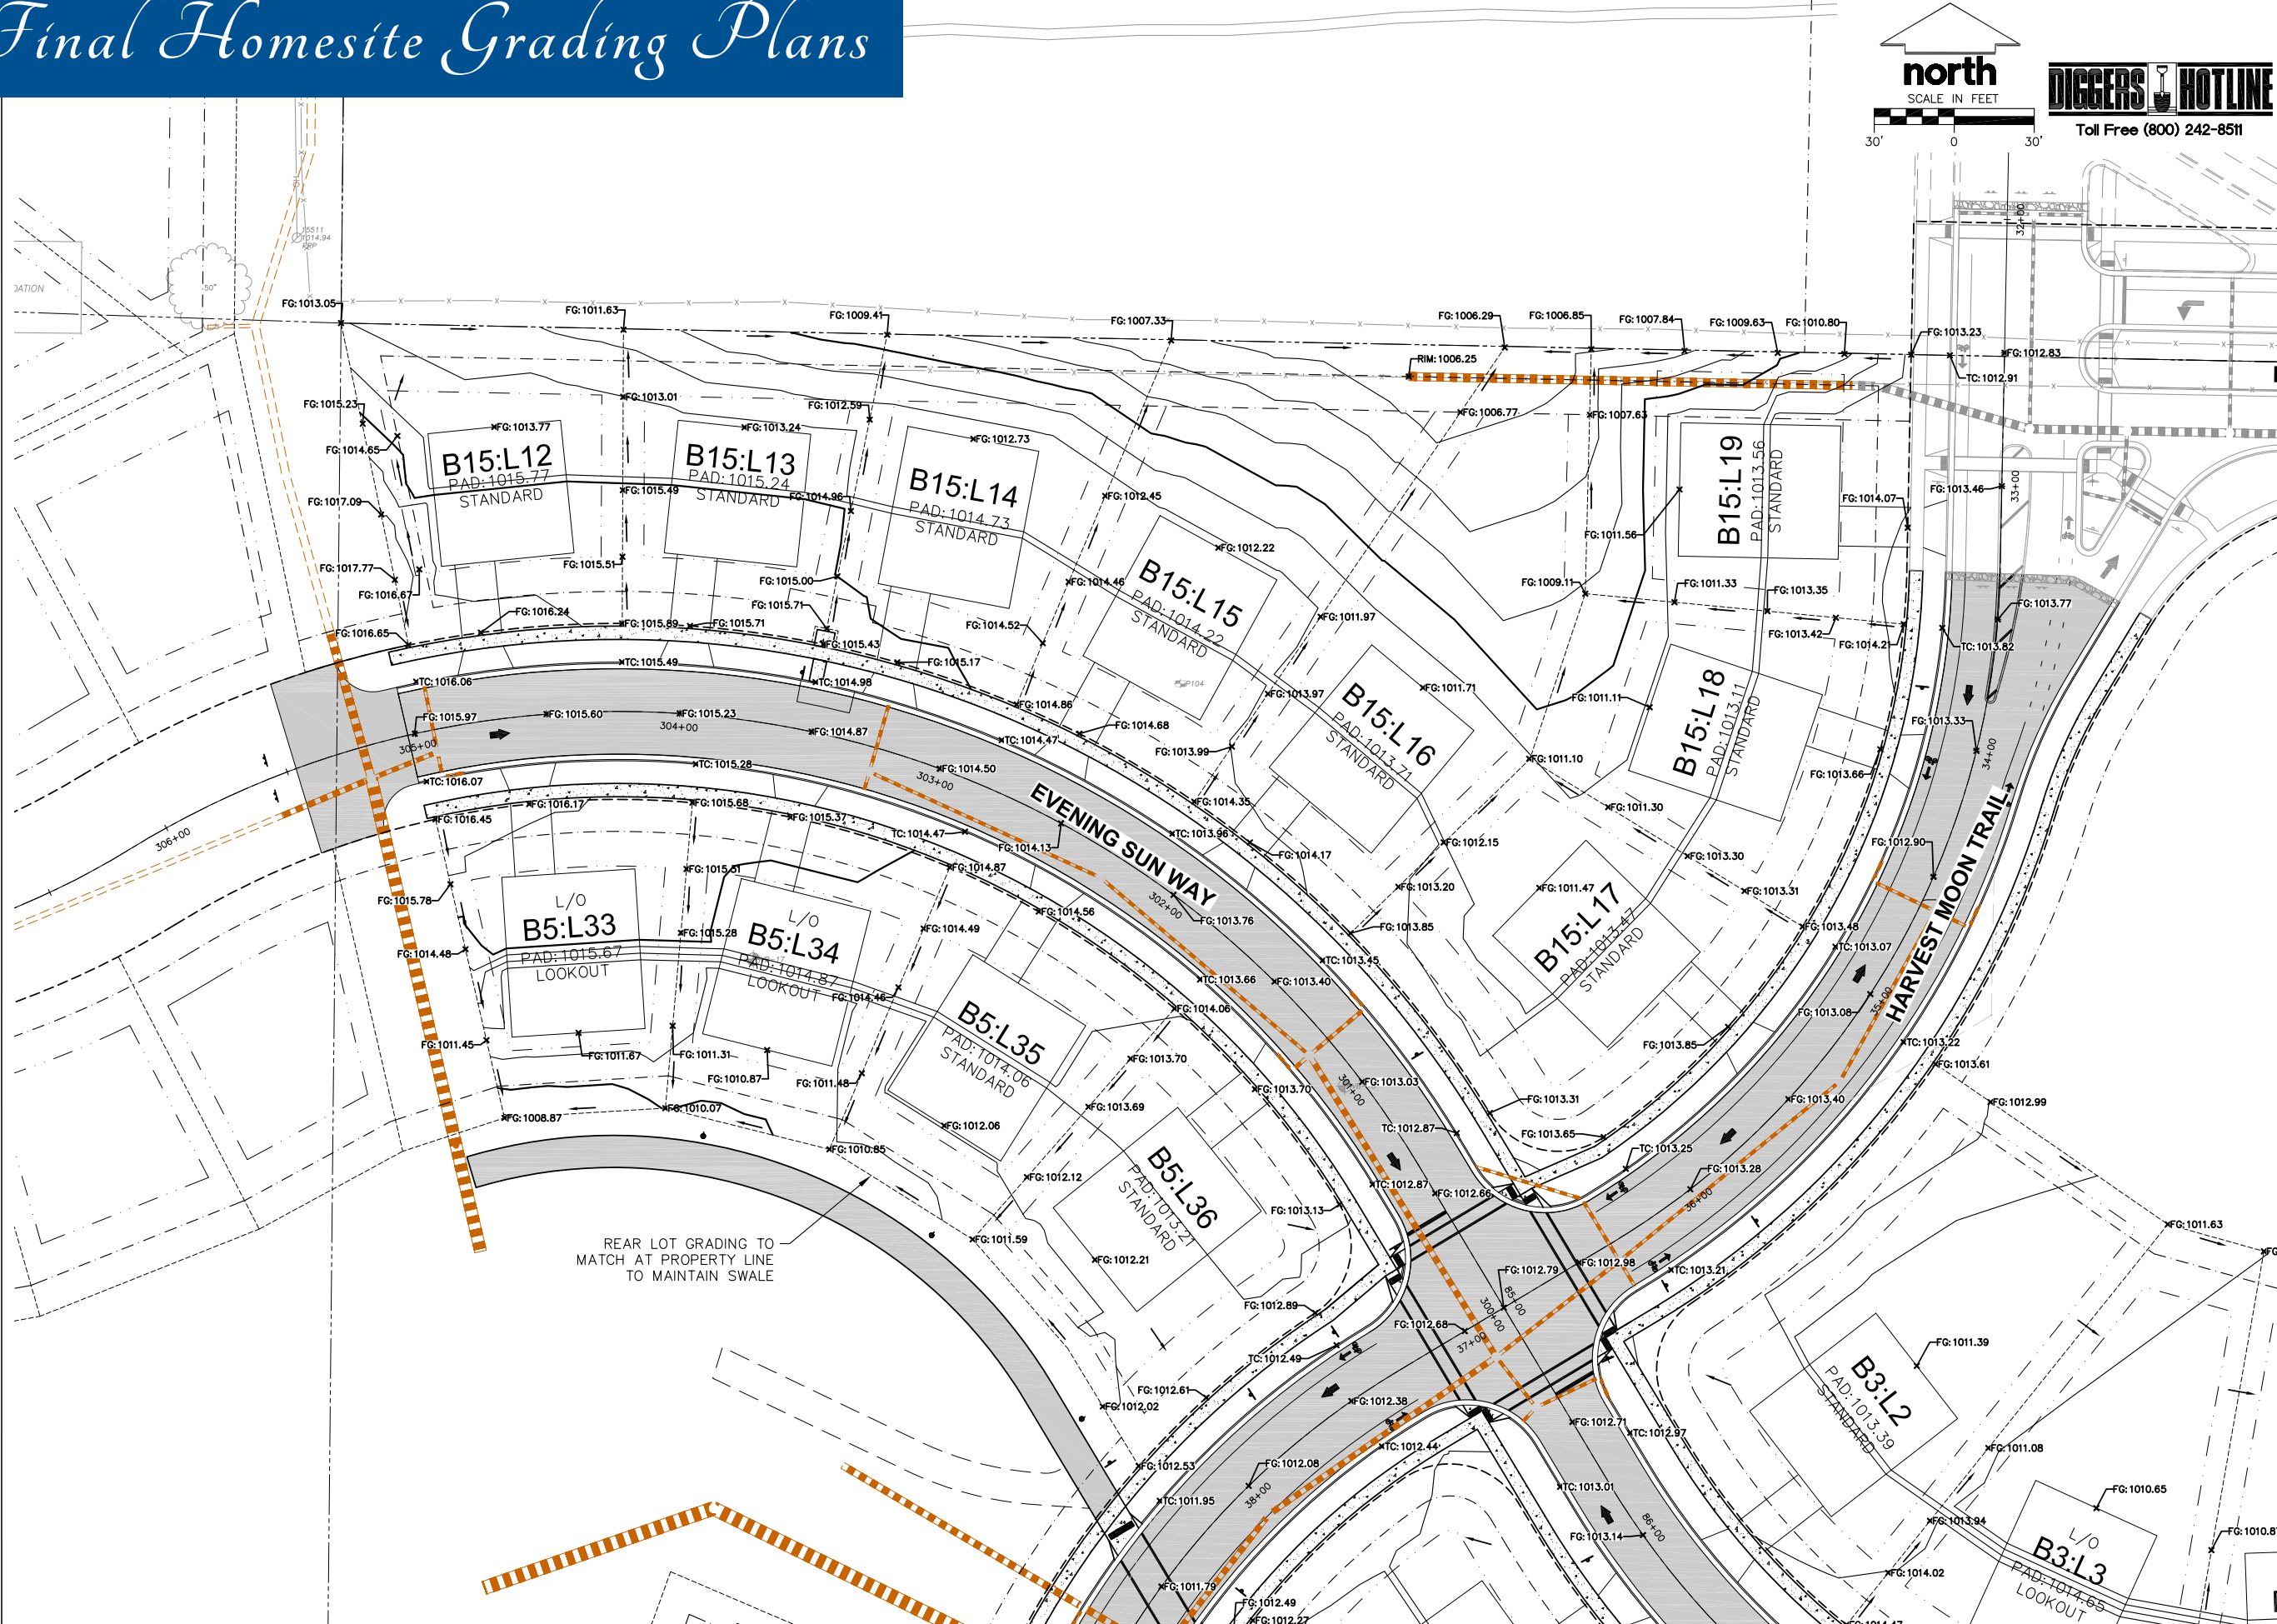 Final Homesite Grading Plans
north
SCALE IN FEET
30' 0 30'
DIGGERS HOTLINE
Toll Free (800) 242-8511
15511
1014.94
50"
32+00
FG:1013.05
FG:1011.63
FG:1009.41
FG:1007.33
FG:1006.29
FG:1006.85
FG:1007.84
FG:1009.63
FG:1010.80
FG:1013.23
FG:1012.83
TC:1012.91
RIM:1006.25
FG:1015.23
FG:1013.01
FG:1012.59
FG:1006.77
FG:1007.63
FG:1014.65
FG:1013.77
FG:1013.24
FG:1012.73
B15:L12
PAD:1015.77
STANDARD
B15:L13
PAD:1015.24
STANDARD
B15:L14
PAD:1014.73
STANDARD
B15:L19
PAD:1013.56
STANDARD
FG:1017.09
FG:1015.49
FG:1014.96
FG:1012.45
FG:1014.07
FG:1013.46
33+00
FG:1011.56
FG:1017.77
FG:1015.51
FG:1015.00
FG:1012.22
FG:1014.46
FG:1009.11
FG:1011.33
FG:1013.35
FG:1016.67
FG:1016.24
FG:1015.71
FG:1013.77
B15:L15
PAD:1014.22
STANDARD
FG:1011.97
FG:1016.65
FG:1015.89
FG:1015.71
FG:1015.43
FG:1014.52
FG:1013.42
FG:1014.21
TC:1013.82
TC:1015.49
FG:1015.17
TC:1016.06
TC:1014.98
FG:1013.97
FG:1011.71
FG:1011.11
B15:L16
PAD:1013.71
STANDARD
B15:L18
PAD:1013.11
STANDARD
FG:1015.97
FG:1015.60
FG:1015.23
FG:1014.87
FG:1014.86
FG:1014.68
FG:1013.33
305+00
304+00
TC:1014.47
FG:1013.99
FG:1011.10
34+00
TC:1016.07
TC:1015.28
FG:1014.50
303+00
FG:1013.66
FG:1016.17
FG:1015.68
FG:1014.35
FG:1011.30
FG:1016.45
FG:1015.37
TC:1014.47
FG:1014.13
TC:1013.96
FG:1014.17
FG:1012.15
FG:1012.90
306+00
EVENING SUN WAY
HARVEST MOON TRAIL
FG:1015.31
FG:1014.87
FG:1013.30
FG:1015.78
FG:1013.20
FG:1011.47
FG:1013.31
L/O
B5:L33
PAD:1015.67
LOOKOUT
L/O
B5:L34
PAD:1014.87
LOOKOUT
B15:L17
PAD:1013.47
STANDARD
302+00
FG:1014.56
FG:1013.76
FG:1013.85
FG:1013.48
FG:1015.28
FG:1014.49
TC:1013.07
FG:1014.48
TC:1013.45
TC:1013.66
FG:1013.40
FG:1014.46
35+00
FG:1014.06
FG:1013.08
B5:L35
PAD:1014.06
STANDARD
FG:1011.45
FG:1011.67
FG:1011.31
FG:1013.70
FG:1013.85
TC:1013.22
FG:1010.87
FG:1011.48
FG:1013.70
301+00
FG:1013.03
FG:1013.61
FG:1008.87
FG:1010.07
FG:1013.69
FG:1013.31
FG:1013.40
FG:1012.99
FG:1012.06
TC:1012.87
FG:1013.65
FG:1010.85
TC:1013.25
FG:1012.12
B5:L36
PAD:1013.21
STANDARD
TC:1012.87
FG:1012.66
FG:1013.28
36+00
FG:1013.13
FG:1011.63
REAR LOT GRADING TO
MATCH AT PROPERTY LINE
TO MAINTAIN SWALE
FG:1011.59
FG:1012.21
FG:1012.79
FG:1012.98
TC:1013.21
85+00
300+00
FG:1012.89
FG:1012.68
37+00
TC:1012.49
FG:1011.39
B3:L2
PAD:1013.39
STANDARD
FG:1012.61
FG:1012.02
FG:1012.38
FG:1012.71
TC:1012.97
TC:1012.44
FG:1011.08
FG:1012.53
FG:1012.08
38+00
TC:1013.01
FG:1010.65
TC:1011.95
FG:1013.94
86+00
FG:1013.14
L/O
B3:L3
PAD:1014.65
LOOKOUT
FG:1014.02
FG:1011.79
FG:1012.49
FG:1012.27